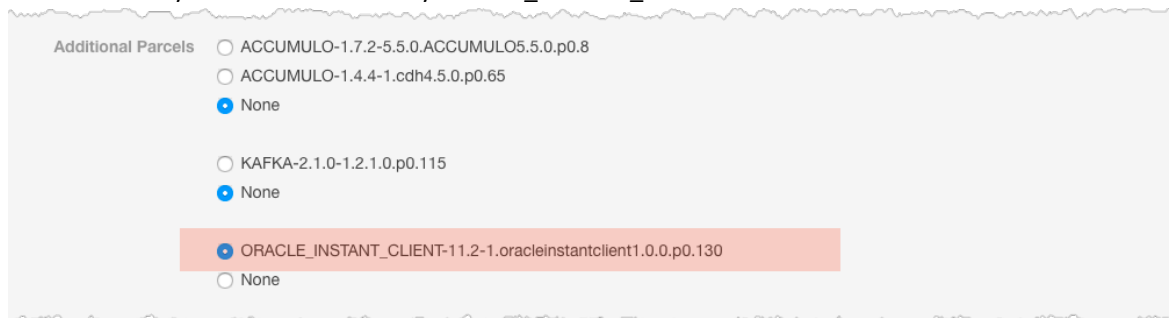 Additional Parcels
ACCUMULO-1.7.2-5.5.0.ACCUMULO5.5.0.p0.8
ACCUMULO-1.4.4-1.cdh4.5.0.p0.65
None
KAFKA-2.1.0-1.2.1.0.p0.115
None
ORACLE_INSTANT_CLIENT-11.2-1.oracleinstantclient1.0.0.p0.130
None